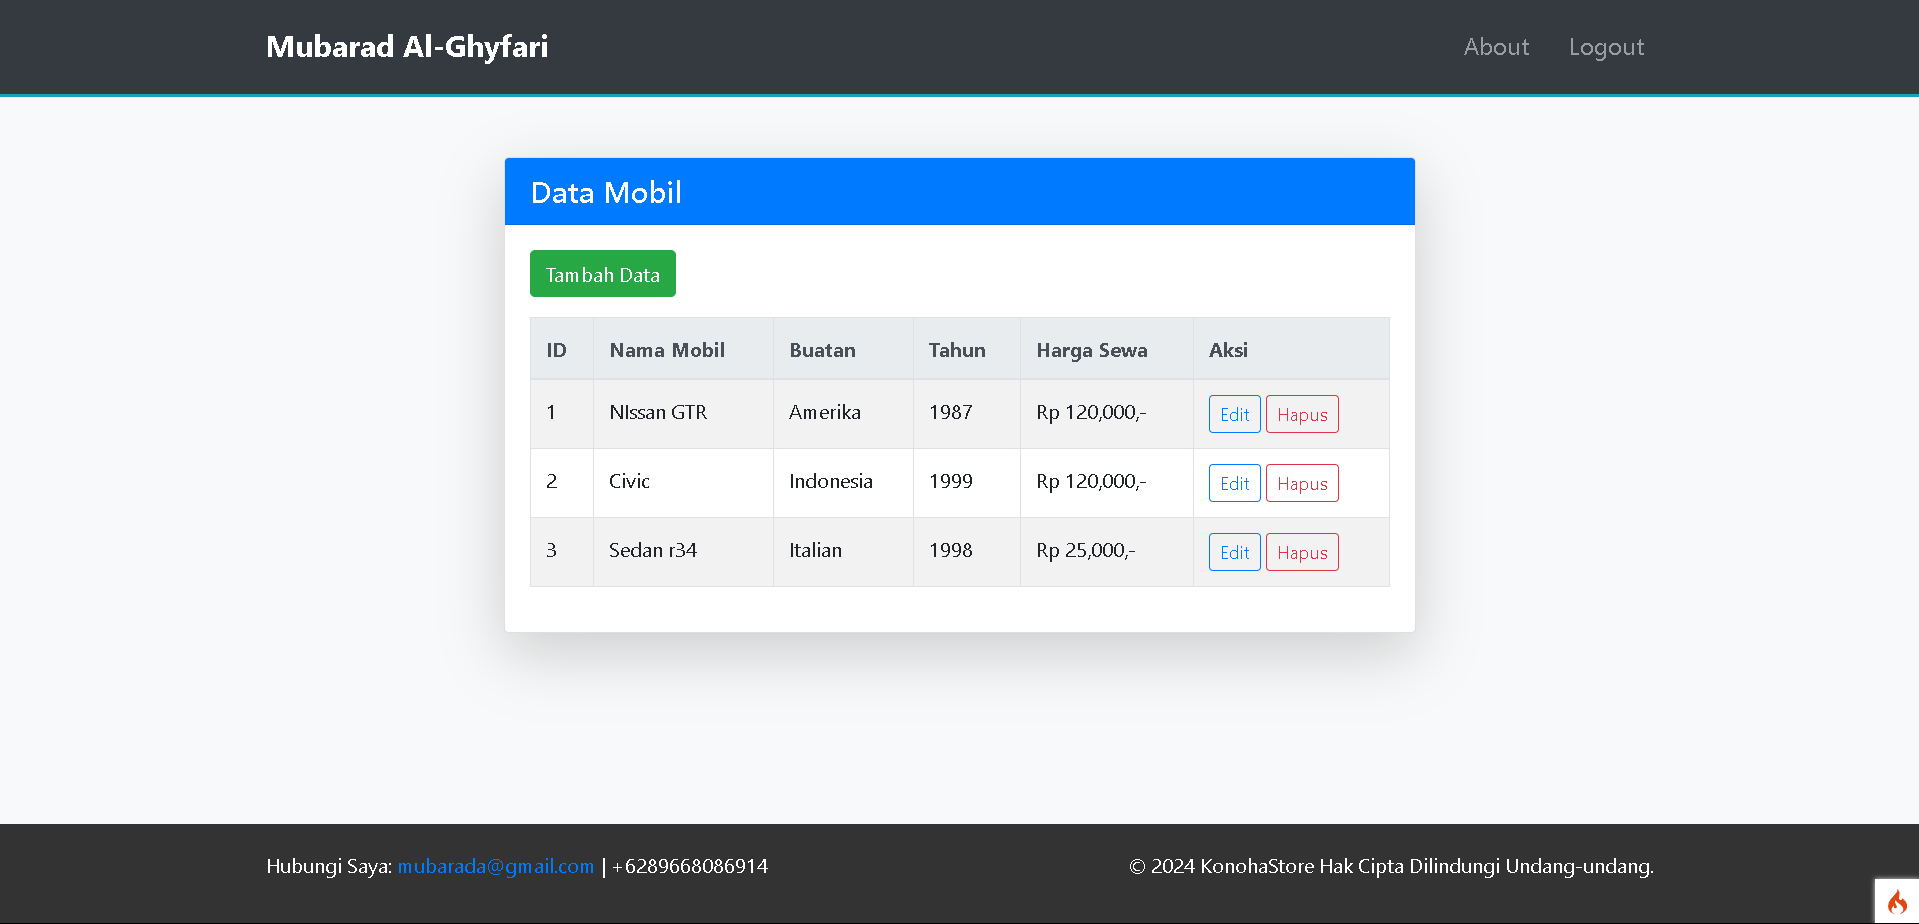 Mubarad Al-Ghyfari About Logout
Data Mobil
Tambah Data
ID Nama Mobil Buatan Tahun Harga Sewa Aksi
1 NIssan GTR Amerika 1987 Rp 120,000,- Edit Hapus
2 Civic Indonesia 1999 Rp 120,000,- Edit Hapus
3 Sedan r34 Italian 1998 Rp 25,000,- Edit Hapus
Hubungi Saya: mubarada@gmail.com | +6289668086914 © 2024 KonohaStore Hak Cipta Dilindungi Undang-undang.